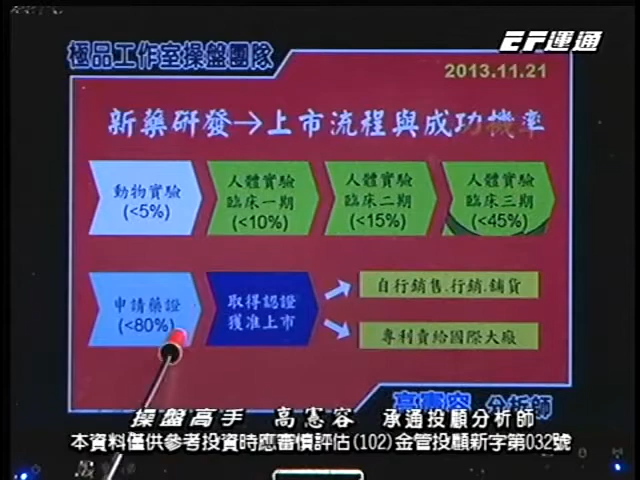 EF運通
極品工作室操盤團隊
2013.11.21
新藥研發→上市流程與成功機率
動物實驗
(<5%)
人體實驗
臨床一期
(<10%)
人體實驗
臨床二期
(<15%)
人體實驗
臨床三期
(<45%)
申請藥證
(<80%)
取得認證
獲准上市
自行銷售.行銷.鋪貨
專利賣給國際大廠
高憲容 分析師
操盤高手 高憲容 承通投顧分析師
本資料僅供參考投資時應審慎評估(102)金管投顧新字第032號